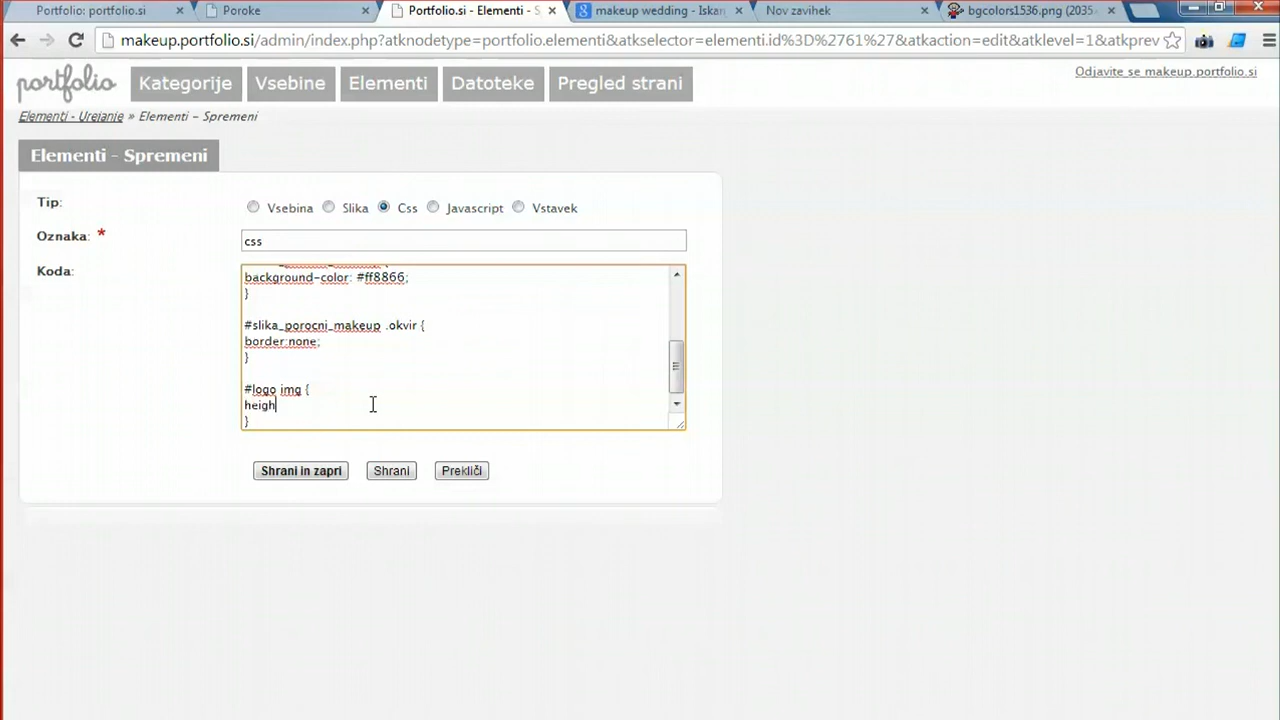 Portfolio: portfolio.si
Poroke
Portfolio.si - Elementi - S
makeup wedding - Iskan
Nov zavihek
bgcolors1536.png (2035
makeup.portfolio.si/admin/index.php?atknodetype=portfolio.elementi&atkselector=elementi.id%3D%2761%27&atkaction=edit&atklevel=1&atkprev
portfolio
Kategorije
Vsebine
Elementi
Datoteke
Pregled strani
Odjavite se makeup.portfolio.si
Elementi - Urejanje » Elementi – Spremeni
Elementi - Spremeni
Tip:
Vsebina
Slika
Css
Javascript
Vstavek
Oznaka: *
css
Koda:
background-color: #ff8866;
}
#slika_porocni_makeup .okvir {
border:none;
}
#logo img {
heigh
}
Shrani in zapri
Shrani
Prekliči